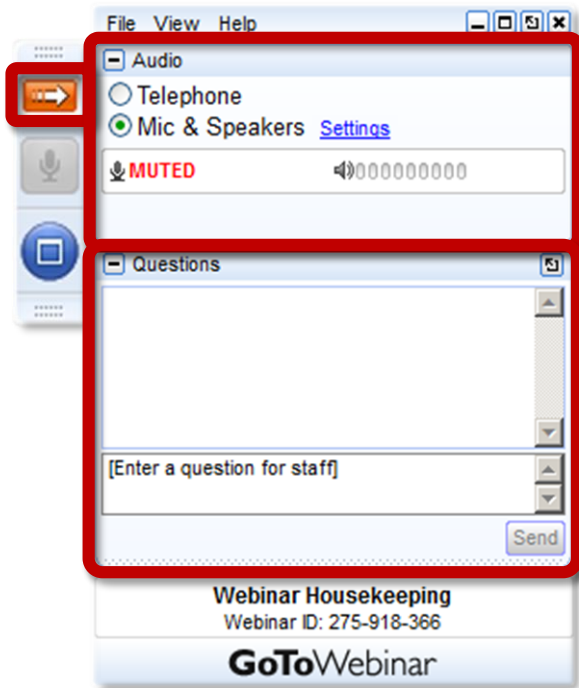 File View Help
Audio
Telephone
Mic & Speakers Settings
MUTED
Questions
[Enter a question for staff]
Send
Webinar Housekeeping
Webinar ID: 275-918-366
GoToWebinar